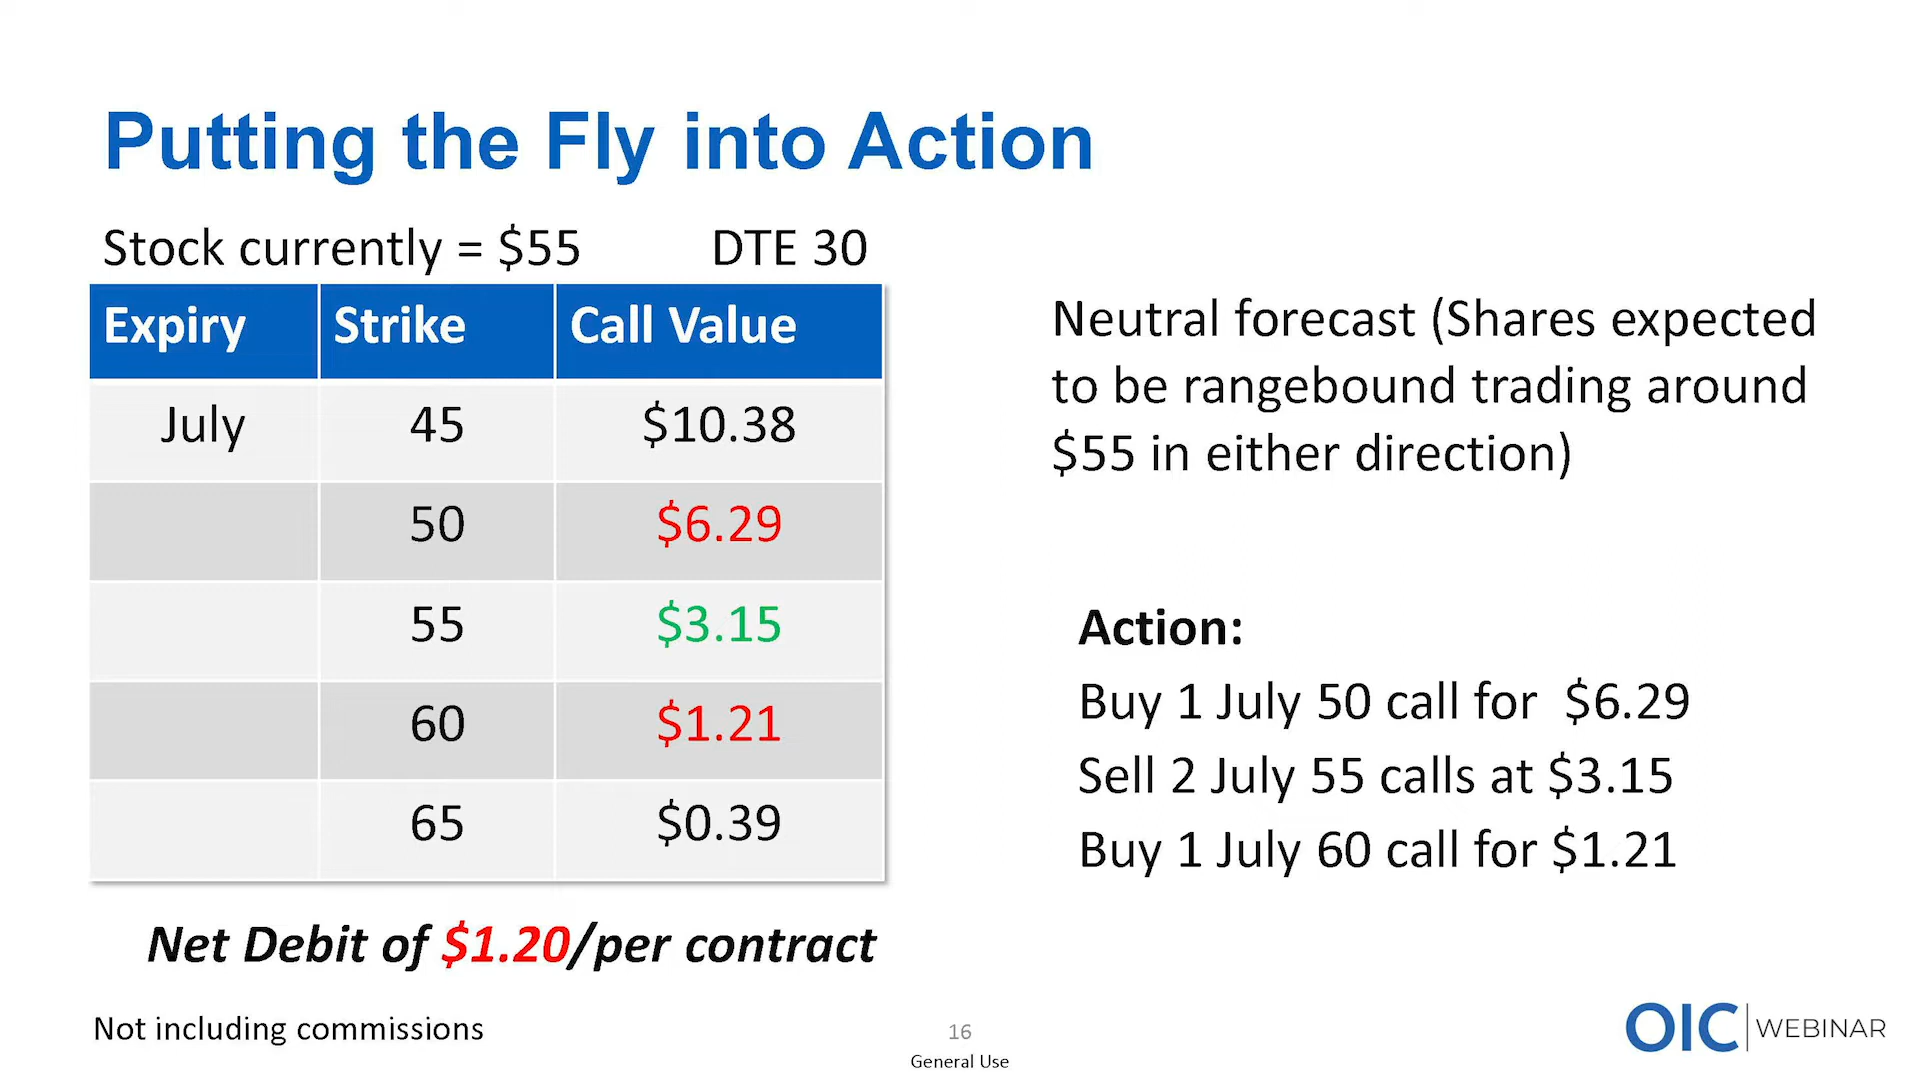 Putting the Fly into Action
Stock currently = $55 DTE 30
Expiry Strike Call Value
July 45 $10.38
50 $6.29
55 $3.15
60 $1.21
65 $0.39
Net Debit of $1.20/per contract
Not including commissions
Neutral forecast (Shares expected
to be rangebound trading around
$55 in either direction)
Action:
Buy 1 July 50 call for $6.29
Sell 2 July 55 calls at $3.15
Buy 1 July 60 call for $1.21
16
General Use
OIC WEBINAR